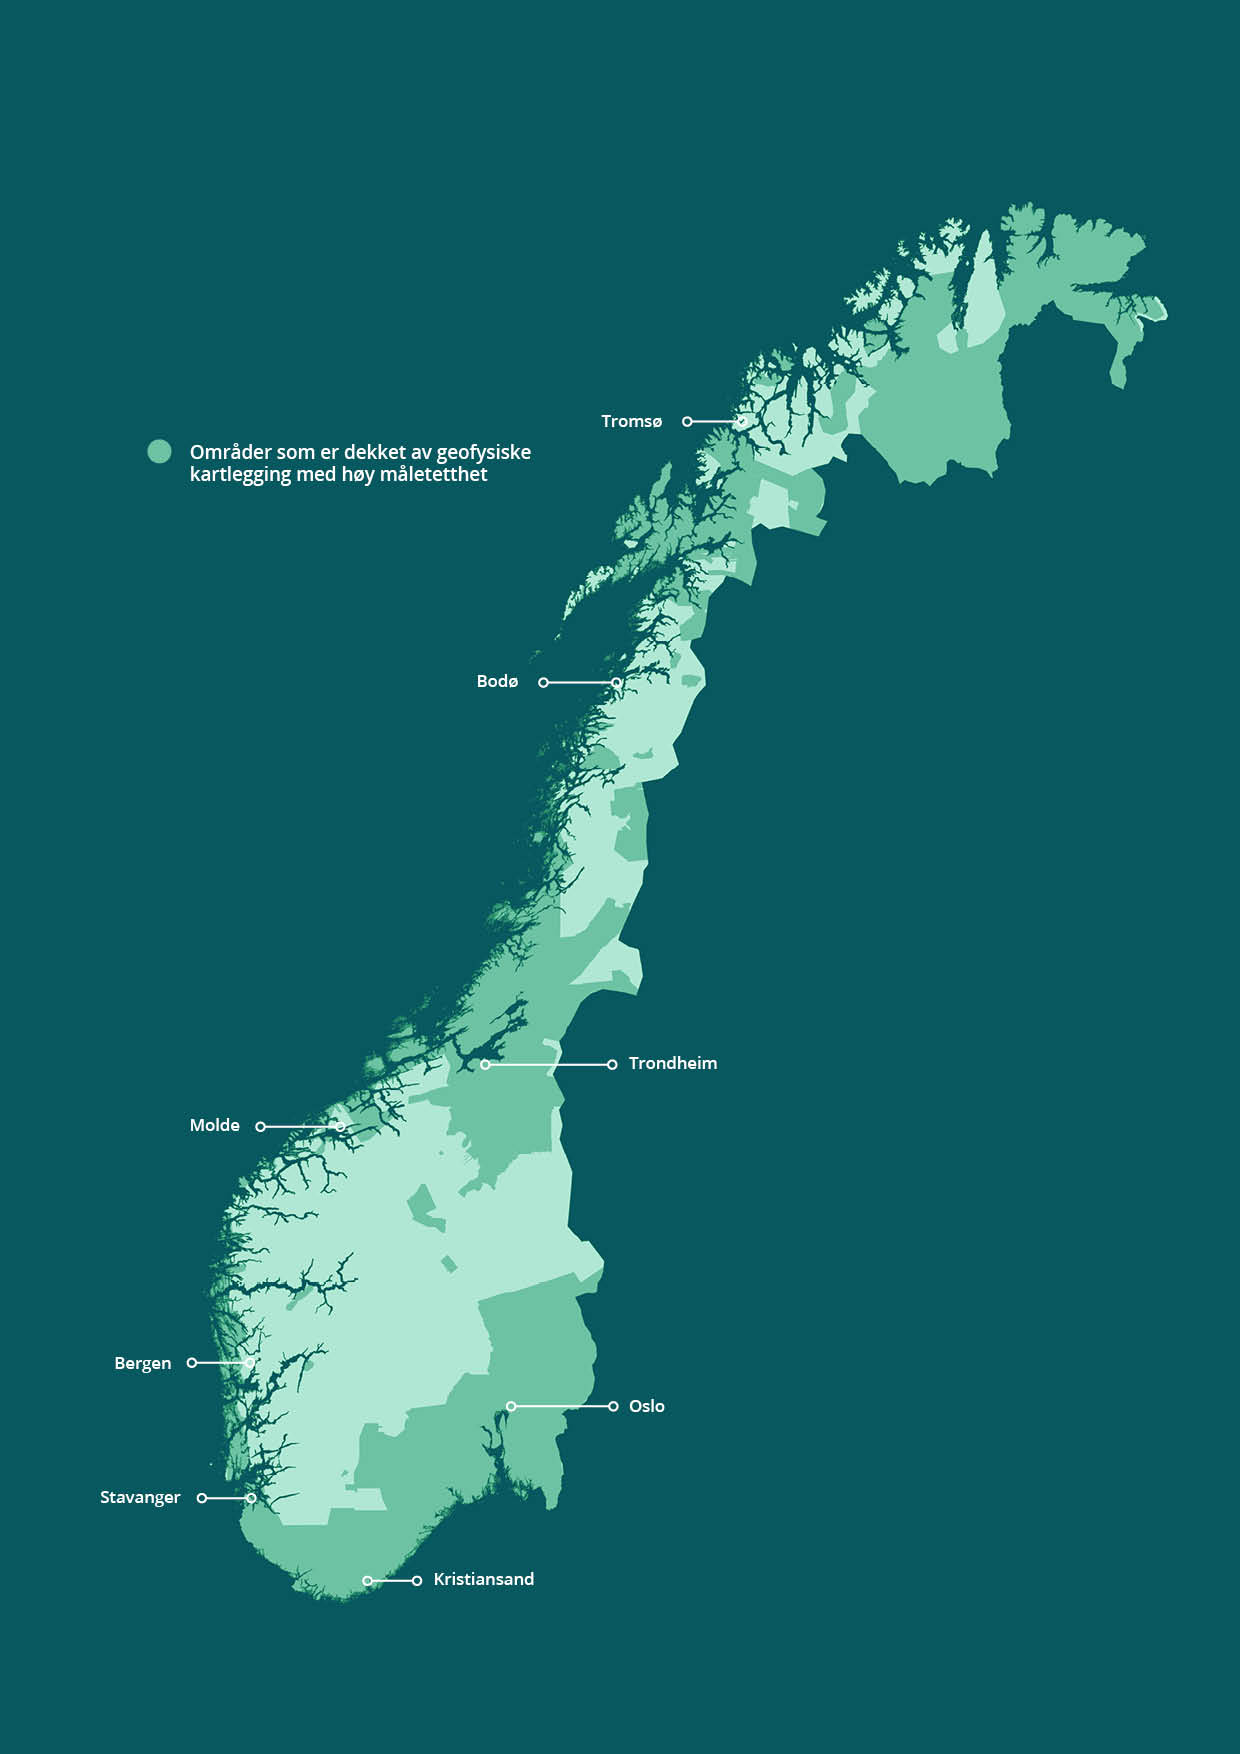 Tromsø
Områder som er dekket av geofysiske
kartlegging med høy måletetthet
Bodø
Trondheim
Molde
Bergen
Oslo
Stavanger
Kristiansand